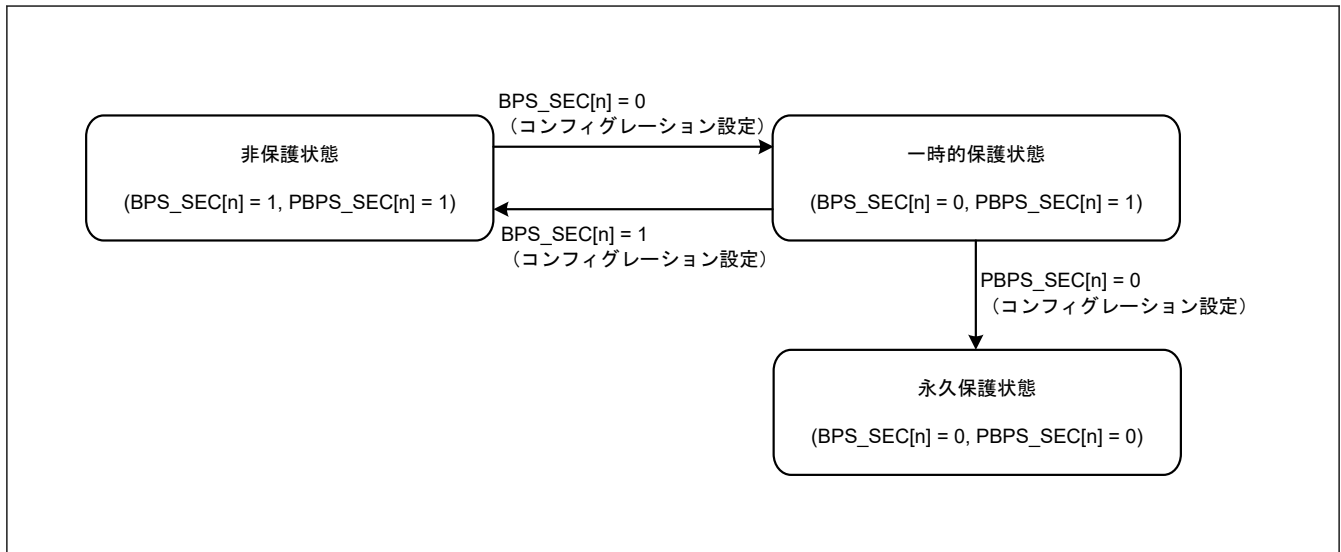 BPS_SEC[n] = 0
（コンフィグレーション設定）
非保護状態
(BPS_SEC[n] = 1, PBPS_SEC[n] = 1)
一時的保護状態
(BPS_SEC[n] = 0, PBPS_SEC[n] = 1)
BPS_SEC[n] = 1
（コンフィグレーション設定）
PBPS_SEC[n] = 0
（コンフィグレーション設定）
永久保護状態
(BPS_SEC[n] = 0, PBPS_SEC[n] = 0)